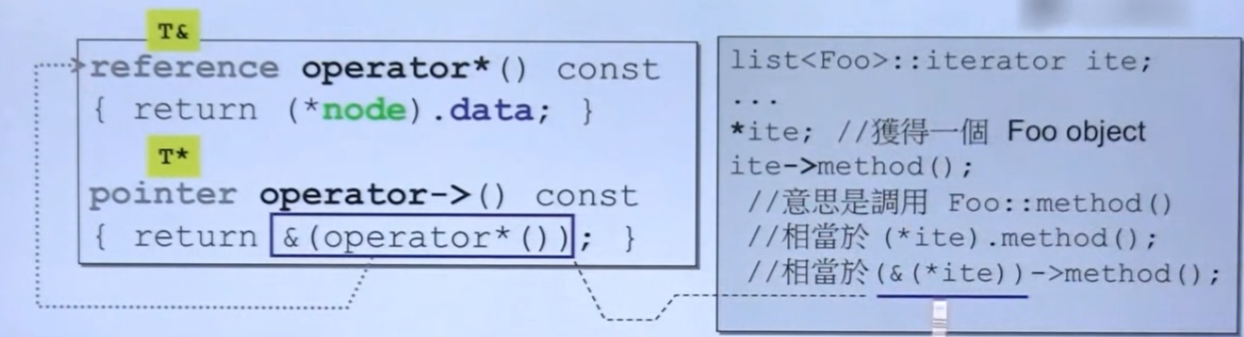 T&
reference operator*() const
{ return (*node).data; }
T*
pointer operator->() const
{ return &(operator*()); }
list<Foo>::iterator ite;
...
*ite; //獲得一個 Foo object
ite->method();
//意思是調用 Foo::method()
//相當於 (*ite).method();
//相當於(&(*ite))->method();